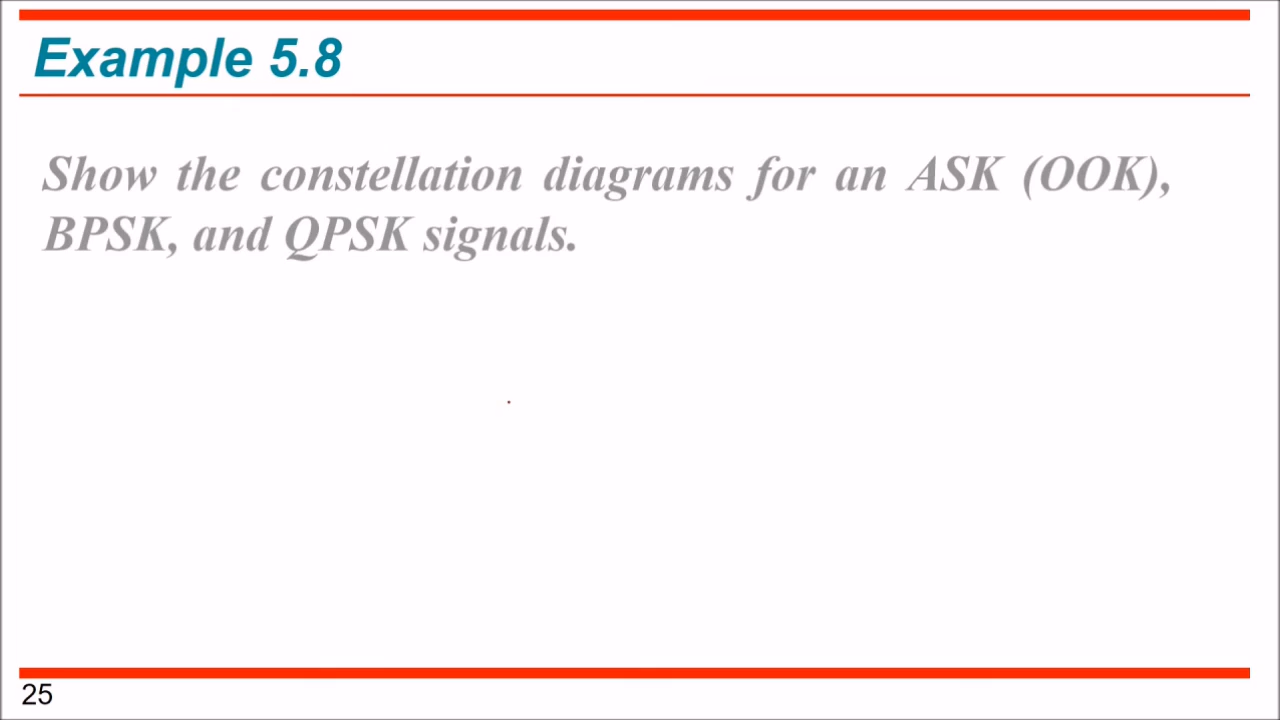 Example 5.8
Show the constellation diagrams for an ASK (OOK),
BPSK, and QPSK signals.
25